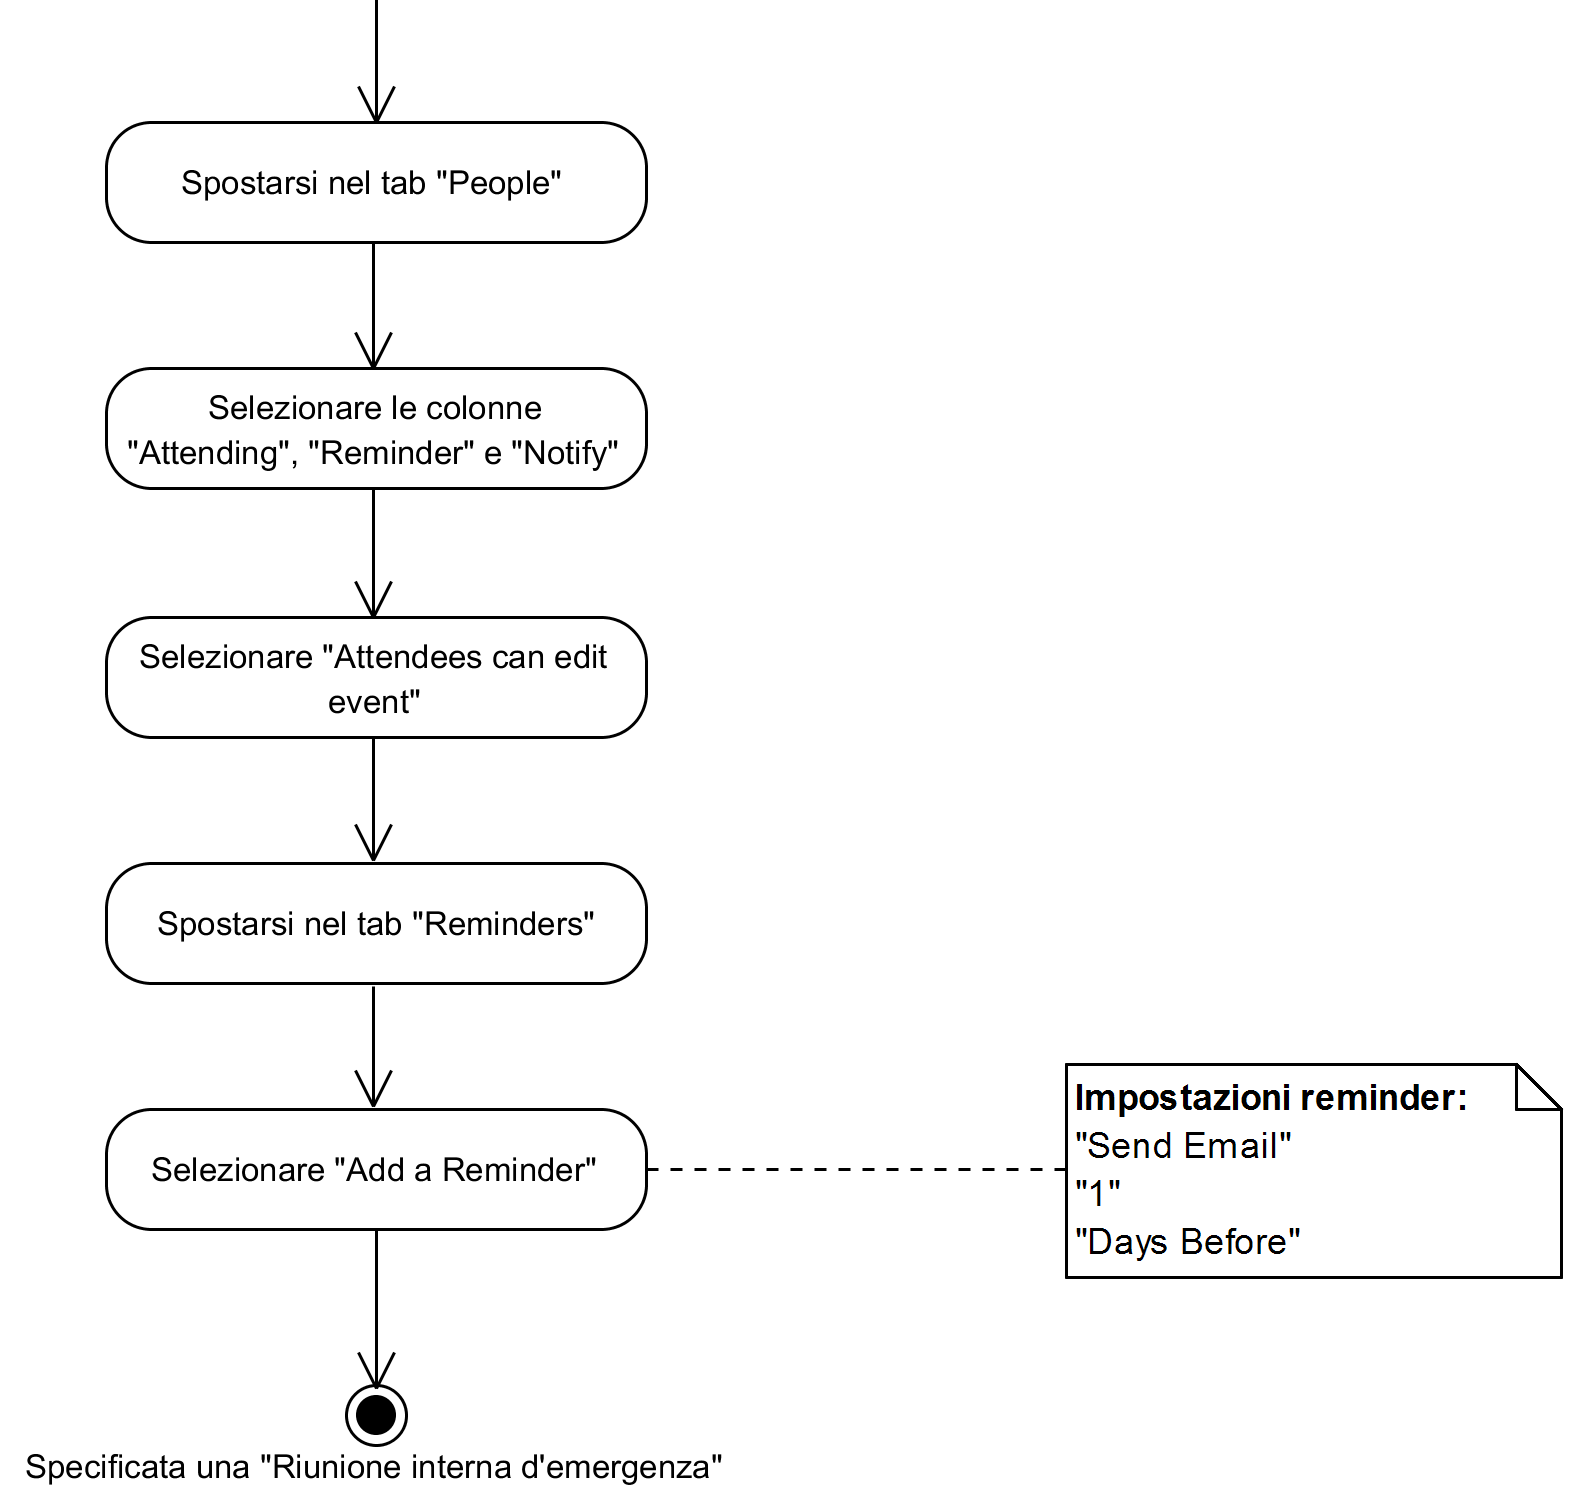 Spostarsi nel tab "People"
Selezionare le colonne
"Attending", "Reminder" e "Notify"
Selezionare "Attendees can edit
event"
Spostarsi nel tab "Reminders"
Selezionare "Add a Reminder"
Impostazioni reminder:
"Send Email"
"1"
"Days Before"
Specificata una "Riunione interna d'emergenza"